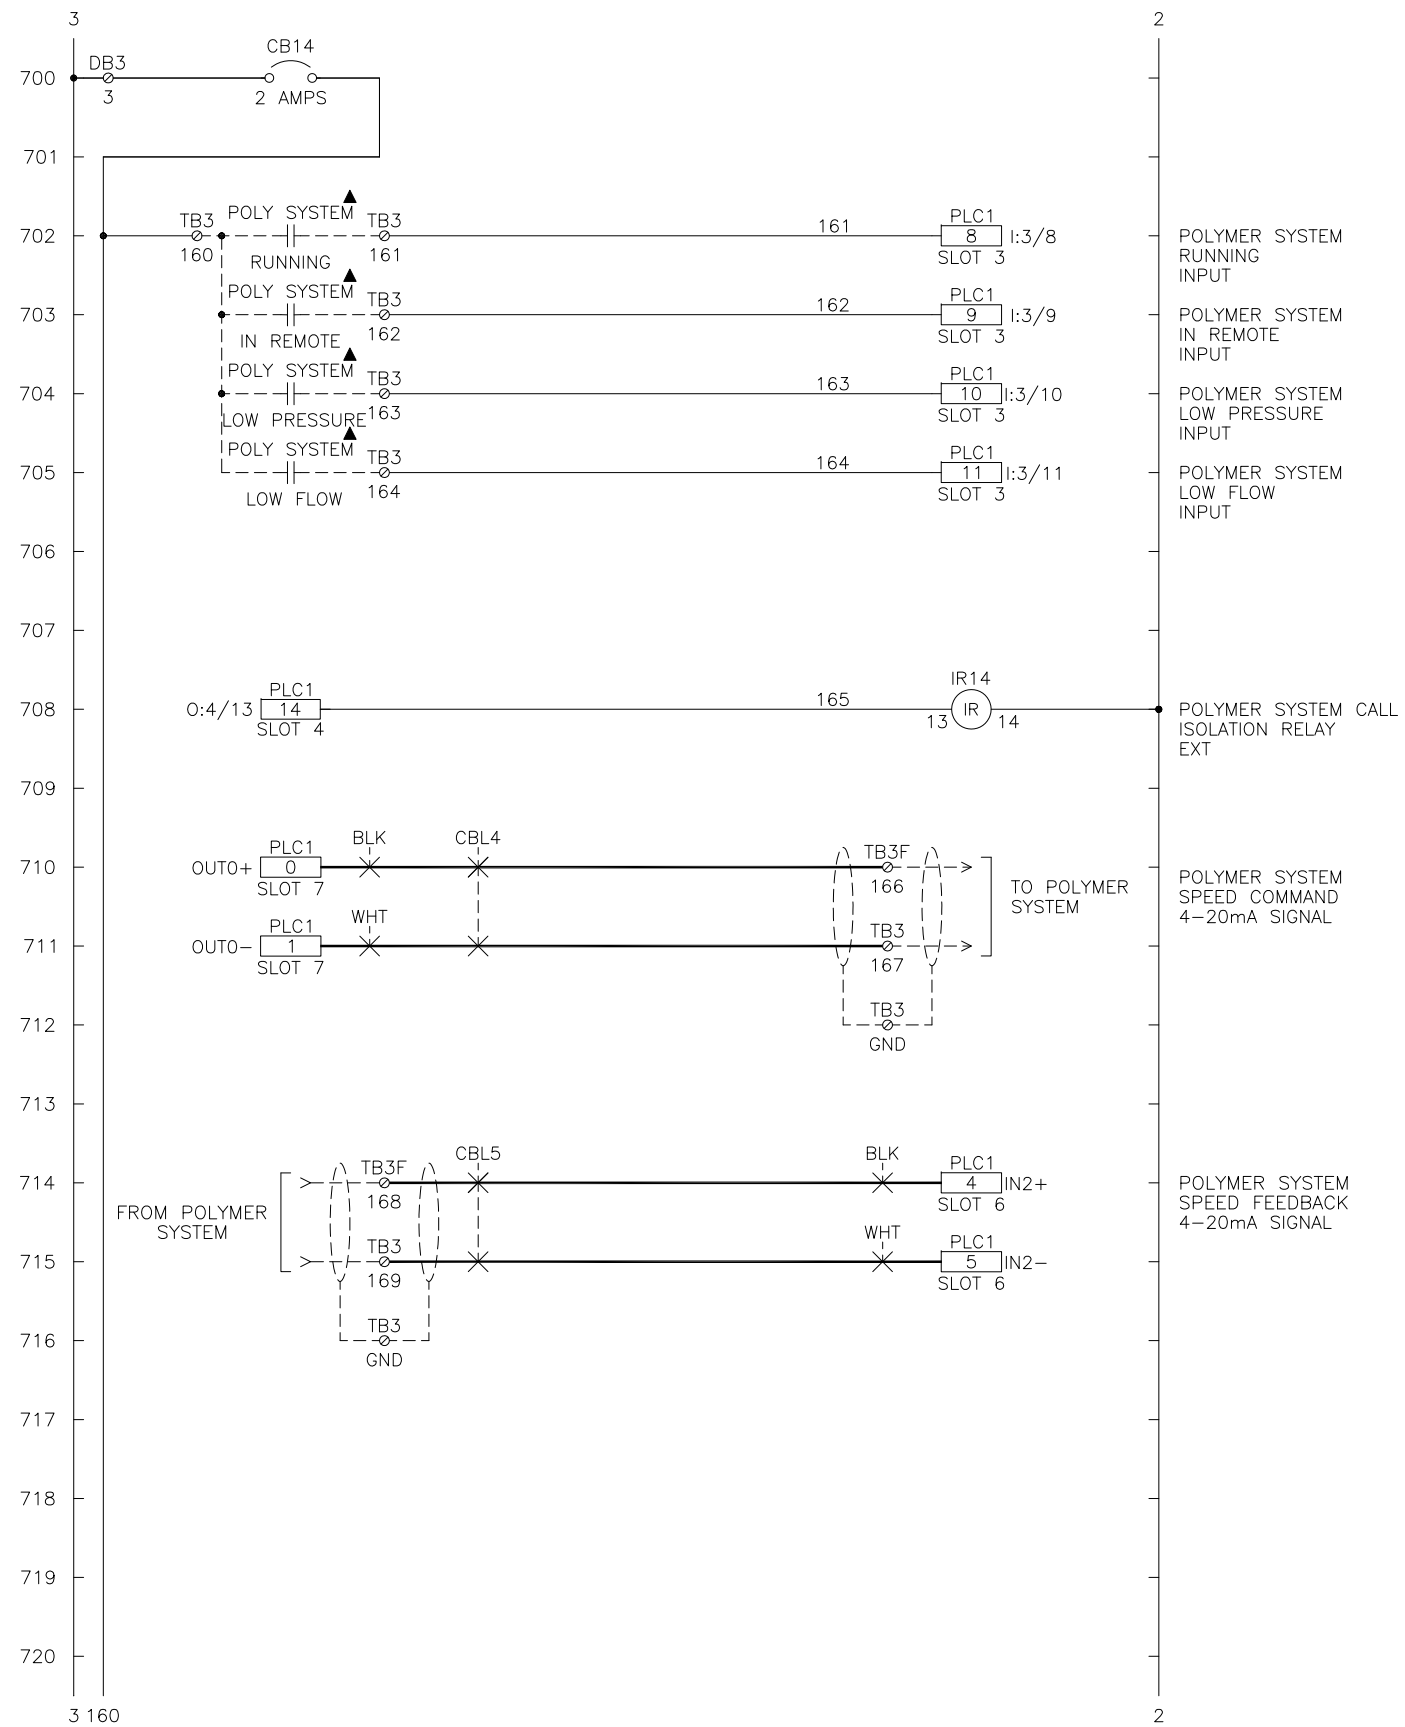 3
2
CB14
DB3
700
3
2 AMPS
701
POLY SYSTEM
TB3
TB3
161
PLC1
702
8
I:3/8
POLYMER SYSTEM
160
161
SLOT 3
RUNNING
RUNNING
INPUT
POLY SYSTEM
TB3
162
PLC1
703
9
I:3/9
POLYMER SYSTEM
162
SLOT 3
IN REMOTE
IN REMOTE
INPUT
POLY SYSTEM
TB3
163
PLC1
704
10
I:3/10
POLYMER SYSTEM
163
SLOT 3
LOW PRESSURE
LOW PRESSURE
INPUT
POLY SYSTEM
TB3
164
PLC1
705
11
I:3/11
POLYMER SYSTEM
164
SLOT 3
LOW FLOW
LOW FLOW
INPUT
706
707
PLC1
165
IR14
708
O:4/13
14
IR
POLYMER SYSTEM CALL
SLOT 4
13
14
ISOLATION RELAY
EXT
709
PLC1
BLK
CBL4
TB3F
710
OUT0+
0
SLOT 7
166
TO POLYMER
SYSTEM
POLYMER SYSTEM
SPEED COMMAND
4-20mA SIGNAL
PLC1
WHT
TB3
711
OUT0-
1
SLOT 7
167
TB3
712
GND
713
TB3F
CBL5
BLK
PLC1
714
4
IN2+
POLYMER SYSTEM
168
SLOT 6
SPEED FEEDBACK
4-20mA SIGNAL
FROM POLYMER
SYSTEM
TB3
WHT
PLC1
715
5
IN2-
169
SLOT 6
TB3
716
GND
717
718
719
720
3 160
2